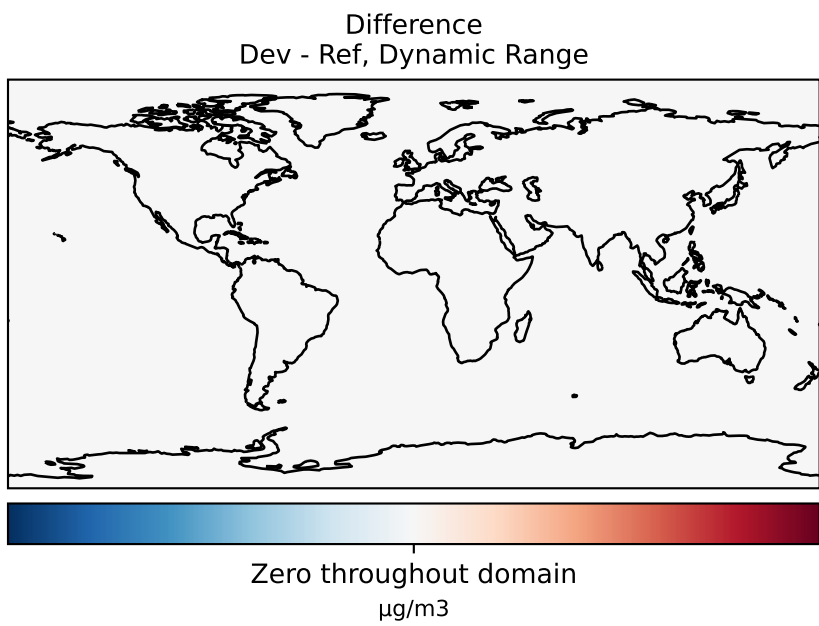 Difference
Dev - Ref, Dynamic Range
Zero throughout domain
μg/m3